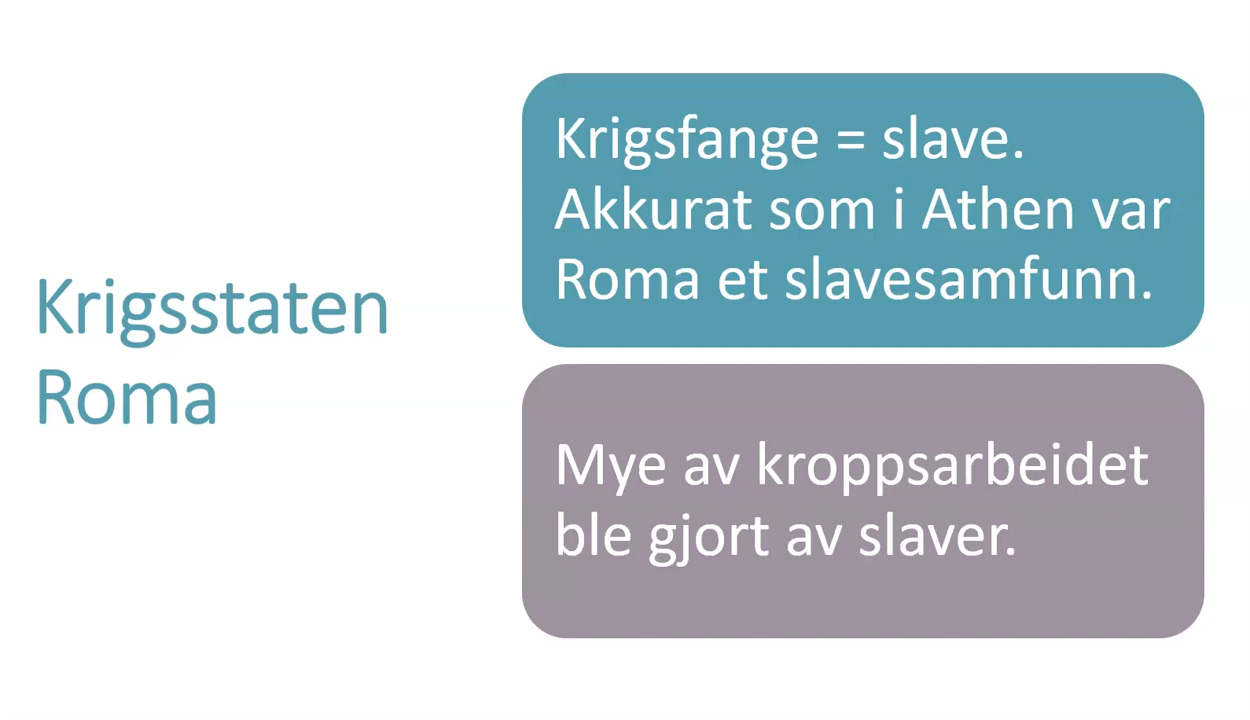 Krigsstaten
Roma
Krigsfange = slave.
Akkurat som i Athen var
Roma et slavesamfunn.
Mye av kroppsarbeidet
ble gjort av slaver.